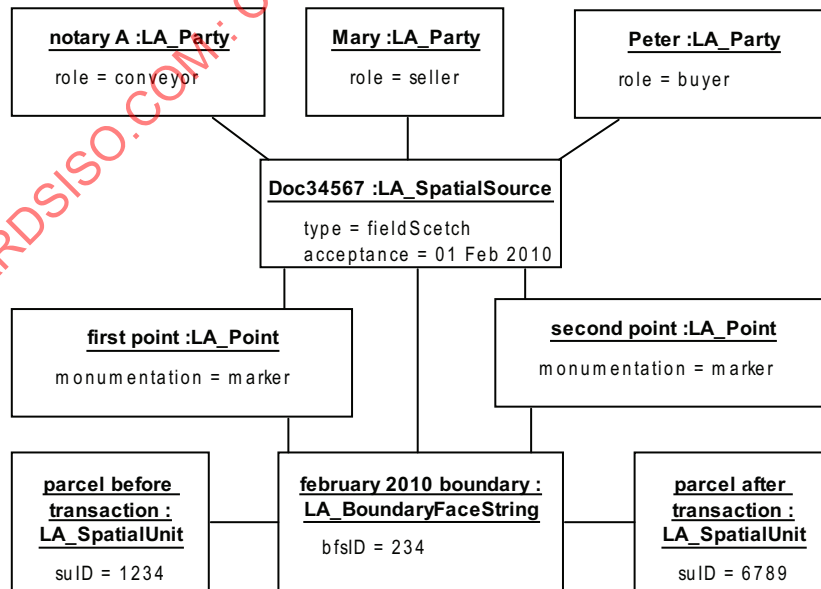 notary A :LA_Party
role = conveyor
Mary :LA_Party
role = seller
Peter :LA_Party
role = buyer
Doc34567 :LA_SpatialSource
type = fieldScetch
acceptance = 01 Feb 2010
first point :LA_Point
monumentation = marker
second point :LA_Point
monumentation = marker
parcel before
transaction :
LA_SpatialUnit
suID = 1234
february 2010 boundary :
LA_BoundaryFaceString
bfsID = 234
parcel after
transaction :
LA_SpatialUnit
suID = 6789
RDSISO.COM :